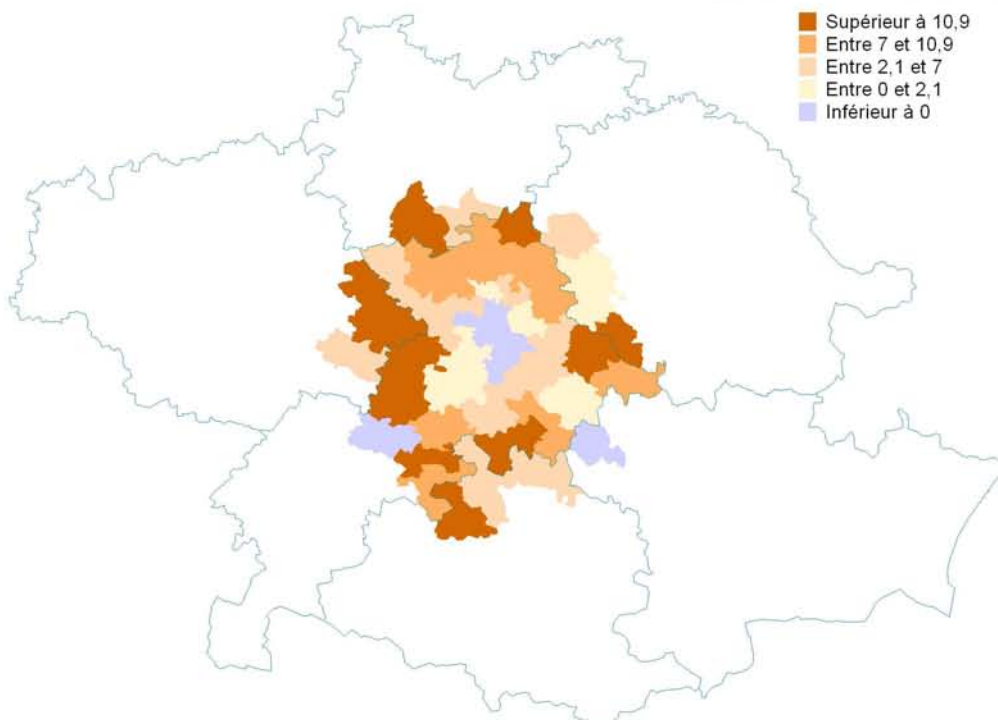 Supérieur à 10,9
Entre 7 et 10,9
Entre 2,1 et 7
Entre 0 et 2,1
Inférieur à 0